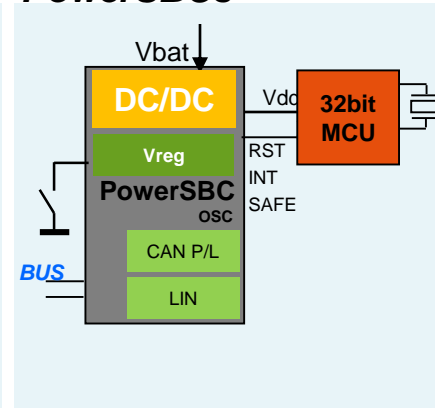 Vbat
DC/DC
Vdd
32bit
MCU
Vreg
RST
INT
SAFE
PowerSBC
OSC
CAN P/L
BUS
LIN